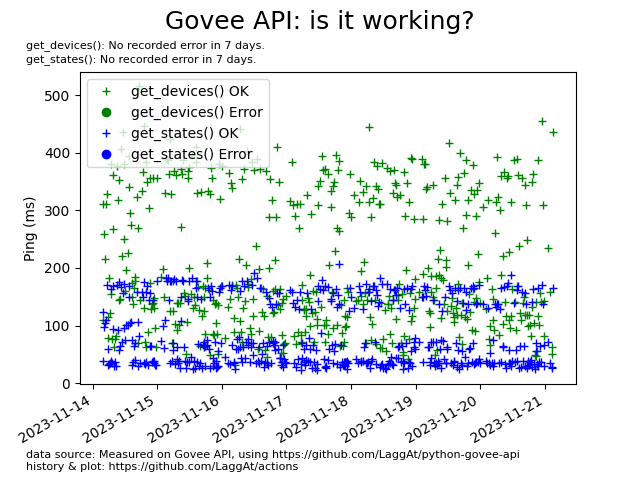 Govee API: is it working?
get_devices(): No recorded error in 7 days.
get_states(): No recorded error in 7 days.
get_devices() OK
get_devices() Error
get_states() OK
get_states() Error
Ping (ms)
500
400
300
200
100
0
2023-11-14
2023-11-15
2023-11-16
2023-11-17
2023-11-18
2023-11-19
2023-11-20
2023-11-21
data source: Measured on Govee API, using https://github.com/LaggAt/python-govee-api
history & plot: https://github.com/LaggAt/actions